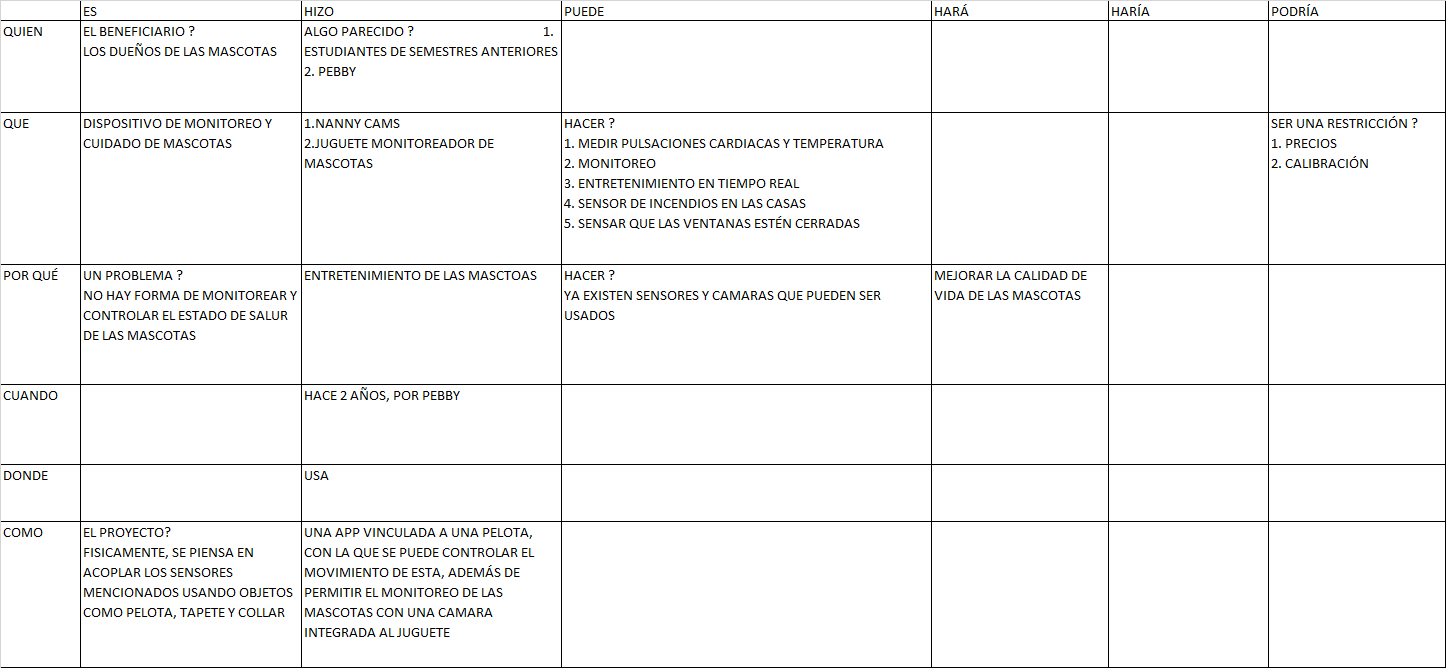 ES HIZO PUEDE HARÁ HARÍA PODRÍA
QUIEN
EL BENEFICIARIO ?
LOS DUEÑOS DE LAS MASCOTAS
ALGO PARECIDO ? 1.
ESTUDIANTES DE SEMESTRES ANTERIORES
2. PEBBY
QUE
DISPOSITIVO DE MONITOREO Y
CUIDADO DE MASCOTAS
1.NANNY CAMS
2.JUGUETE MONITOREADOR DE
MASCOTAS
HACER ?
1. MEDIR PULSACIONES CARDIACAS Y TEMPERATURA
2. MONITOREO
3. ENTRETENIMIENTO EN TIEMPO REAL
4. SENSOR DE INCENDIOS EN LAS CASAS
5. SENSAR QUE LAS VENTANAS ESTÉN CERRADAS
SER UNA RESTRICCIÓN ?
1. PRECIOS
2. CALIBRACIÓN
POR QUÉ
UN PROBLEMA ?
NO HAY FORMA DE MONITOREAR Y
CONTROLAR EL ESTADO DE SALUR
DE LAS MASCOTAS
ENTRETENIMIENTO DE LAS MASCTOAS
HACER ?
YA EXISTEN SENSORES Y CAMARAS QUE PUEDEN SER
USADOS
MEJORAR LA CALIDAD DE
VIDA DE LAS MASCOTAS
CUANDO
HACE 2 AÑOS, POR PEBBY
DONDE
USA
COMO
EL PROYECTO?
FISICAMENTE, SE PIENSA EN
ACOPLAR LOS SENSORES
MENCIONADOS USANDO OBJETOS
COMO PELOTA, TAPETE Y COLLAR
UNA APP VINCULADA A UNA PELOTA,
CON LA QUE SE PUEDE CONTROLAR EL
MOVIMIENTO DE ESTA, ADEMÁS DE
PERMITIR EL MONITOREO DE LAS
MASCOTAS CON UNA CAMARA
INTEGRADA AL JUGUETE